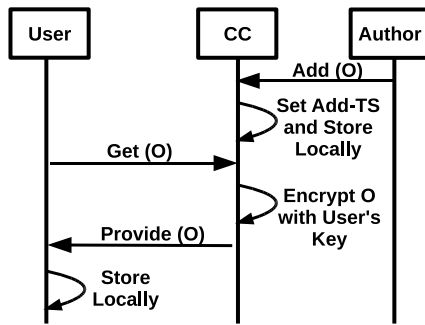 User
CC
Author
Add (O)
Set Add-TS
and Store
Locally
Get (O)
Encrypt O
with User's
Key
Provide (O)
Store
Locally